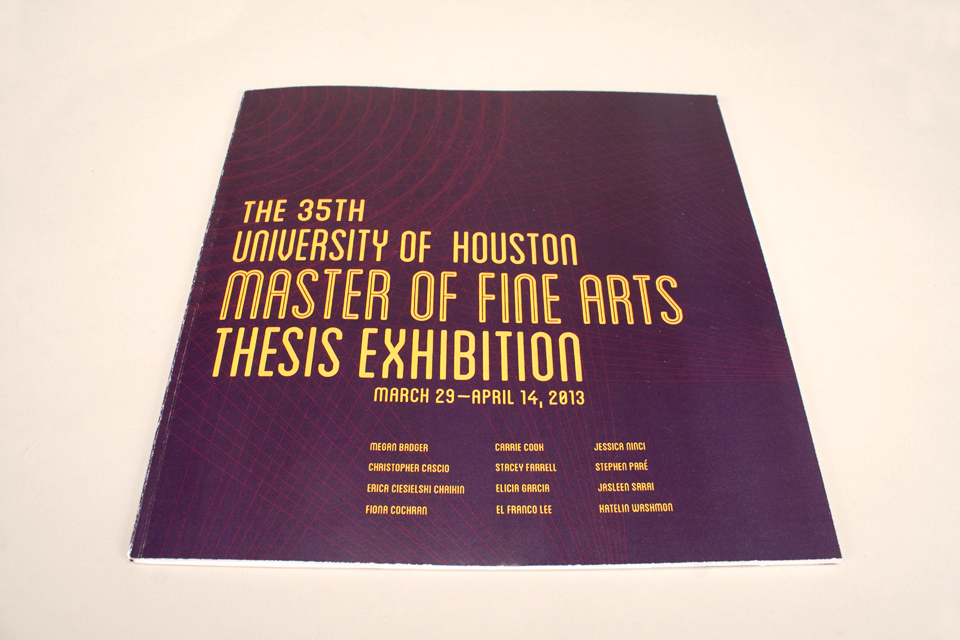 THE 35TH
UNIVERSITY OF HOUSTON
MASTER OF FINE ARTS
THESIS EXHIBITION
MARCH 29—APRIL 14, 2013
MEGAN BADGER
CHRISTOPHER CASCIO
ERICA CIESIELSKI CHAIKIN
FIONA COCHRAN
CARRIE COOK
STACEY FARRELL
ELICIA GARCIA
EL FRANCO LEE
JESSICA NINCI
STEPHEN PARÉ
JASLEEN SARAI
KATELIN WASHMON